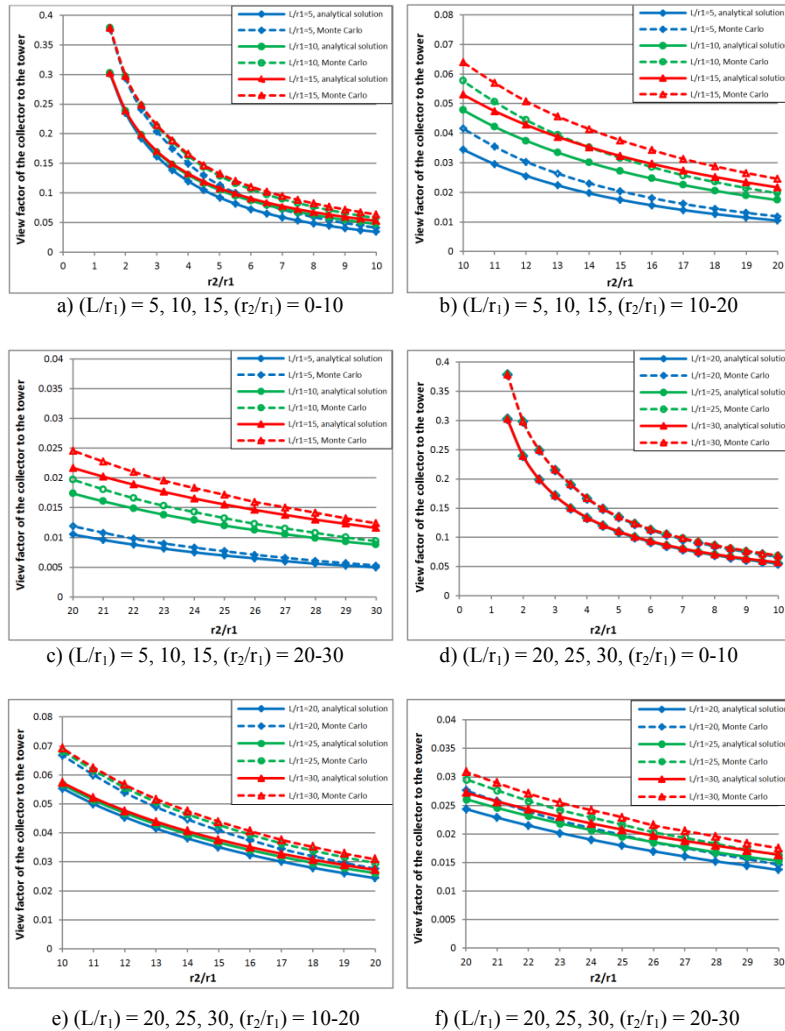 View factor of the collector to the tower
0.4
0.35
0.3
0.25
0.2
0.15
0.1
0.05
0
L/r1=5, analytical solution
L/r1=5, Monte Carlo
L/r1=10, analytical solution
L/r1=10, Monte Carlo
L/r1=15, analytical solution
L/r1=15, Monte Carlo
0 1 2 3 4 5 6 7 8 9 10
r2/r1
a) (L/r₁) = 5, 10, 15, (r₂/r₁) = 0-10
View factor of the collector to the tower
0.1
0.09
0.08
0.07
0.06
0.05
0.04
0.03
0.02
0.01
0
L/r1=5, analytical solution
L/r1=5, Monte Carlo
L/r1=10, analytical solution
L/r1=10, Monte Carlo
L/r1=15, analytical solution
L/r1=15, Monte Carlo
10 11 12 13 14 15 16 17 18 19 20
r2/r1
b) (L/r₁) = 5, 10, 15, (r₂/r₁) = 10-20
View factor of the collector to the tower
0.04
0.035
0.03
0.025
0.02
0.015
0.01
0.005
0
L/r1=5, analytical solution
L/r1=5, Monte Carlo
L/r1=10, analytical solution
L/r1=10, Monte Carlo
L/r1=15, analytical solution
L/r1=15, Monte Carlo
20 21 22 23 24 25 26 27 28 29 30
r2/r1
c) (L/r₁) = 5, 10, 15, (r₂/r₁) = 20-30
View factor of the collector to the tower
0.4
0.35
0.3
0.25
0.2
0.15
0.1
0.05
0
L/r1=20, analytical solution
L/r1=20, Monte Carlo
L/r1=25, analytical solution
L/r1=25, Monte Carlo
L/r1=30, analytical solution
L/r1=30, Monte Carlo
0 1 2 3 4 5 6 7 8 9 10
r2/r1
d) (L/r₁) = 20, 25, 30, (r₂/r₁) = 0-10
View factor of the collector to the tower
0.08
0.07
0.06
0.05
0.04
0.03
0.02
0.01
0
L/r1=20, analytical solution
L/r1=20, Monte Carlo
L/r1=25, analytical solution
L/r1=25, Monte Carlo
L/r1=30, analytical solution
L/r1=30, Monte Carlo
10 11 12 13 14 15 16 17 18 19 20
r2/r1
e) (L/r₁) = 20, 25, 30, (r₂/r₁) = 10-20
View factor of the collector to the tower
0.04
0.035
0.03
0.025
0.02
0.015
0.01
0.005
0
L/r1=20, analytical solution
L/r1=20, Monte Carlo
L/r1=25, analytical solution
L/r1=25, Monte Carlo
L/r1=30, analytical solution
L/r1=30, Monte Carlo
20 21 22 23 24 25 26 27 28 29 30
r2/r1
f) (L/r₁) = 20, 25, 30, (r₂/r₁) = 20-30